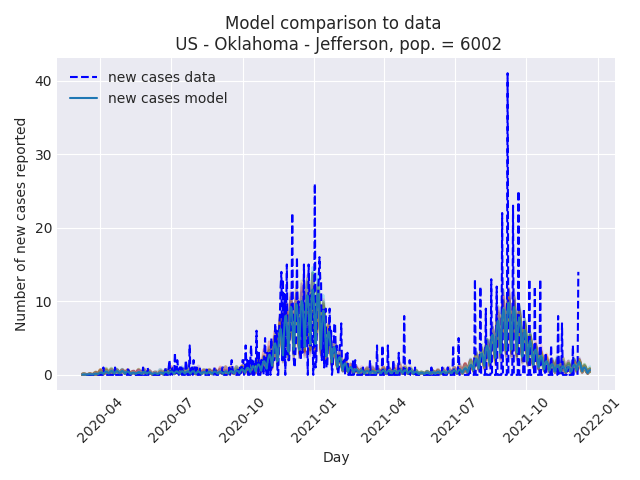 Model comparison to data
US - Oklahoma - Jefferson, pop. = 6002
new cases data
new cases model
Number of new cases reported
40
30
20
10
0
2020-04
2020-07
2020-10
2021-01
2021-04
2021-07
2021-10
2022-01
Day